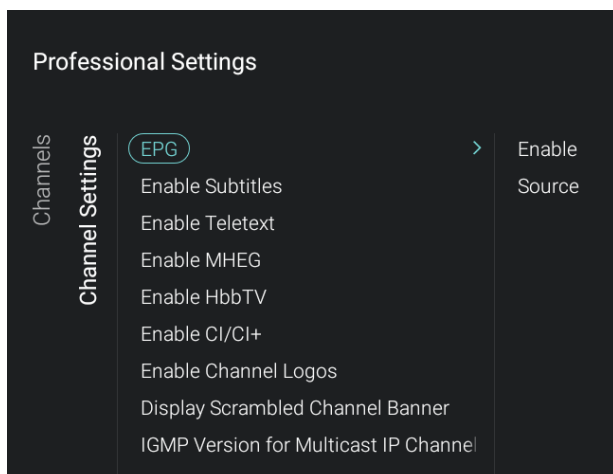 Professional Settings
Channels
Channel Settings
EPG
Enable Subtitles
Enable Teletext
Enable MHEG
Enable HbbTV
Enable CI/CI+
Enable Channel Logos
Display Scrambled Channel Banner
IGMP Version for Multicast IP Channel
Enable
Source